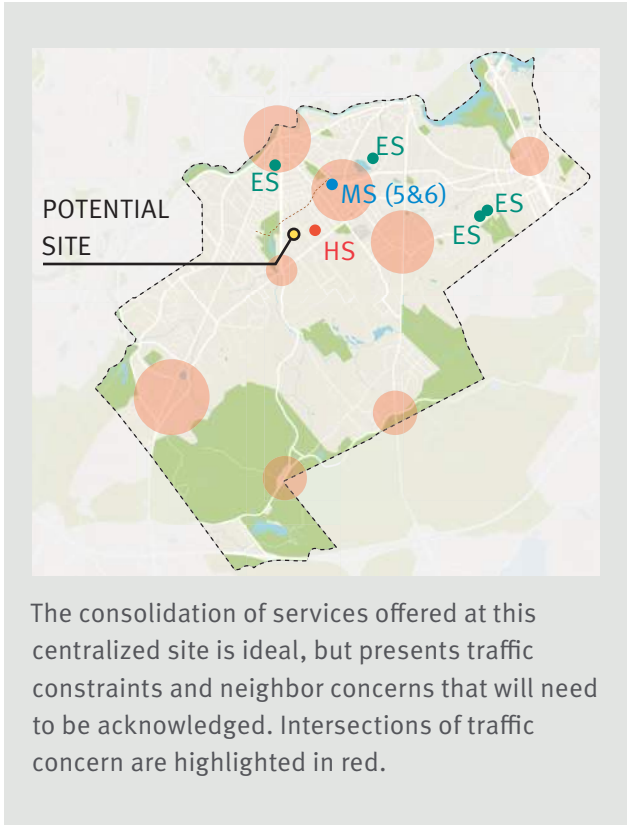 ES
ES
MS (5&6)
POTENTIAL
SITE
ES
ES
HS
The consolidation of services offered at this
centralized site is ideal, but presents traffic
constraints and neighbor concerns that will need
to be acknowledged. Intersections of traffic
concern are highlighted in red.